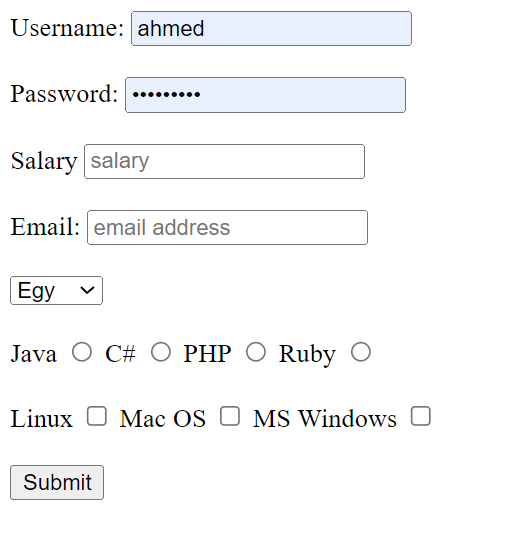 Username: ahmed
Password: •••••••••
Salary salary
Email: email address
Egy
Java C# PHP Ruby
Linux Mac OS MS Windows
Submit